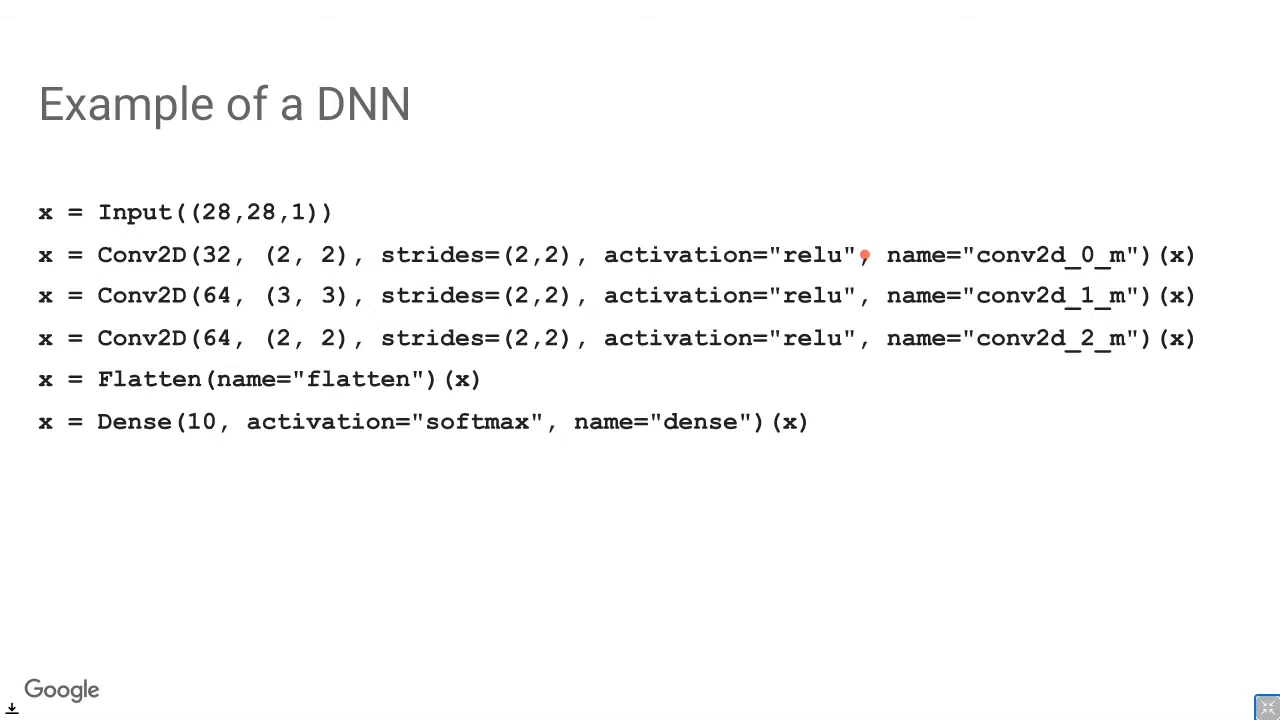 Example of a DNN
x = Input((28,28,1))
x = Conv2D(32, (2, 2), strides=(2,2), activation="relu", name="conv2d_0_m")(x)
x = Conv2D(64, (3, 3), strides=(2,2), activation="relu", name="conv2d_1_m")(x)
x = Conv2D(64, (2, 2), strides=(2,2), activation="relu", name="conv2d_2_m")(x)
x = Flatten(name="flatten")(x)
x = Dense(10, activation="softmax", name="dense")(x)
Google